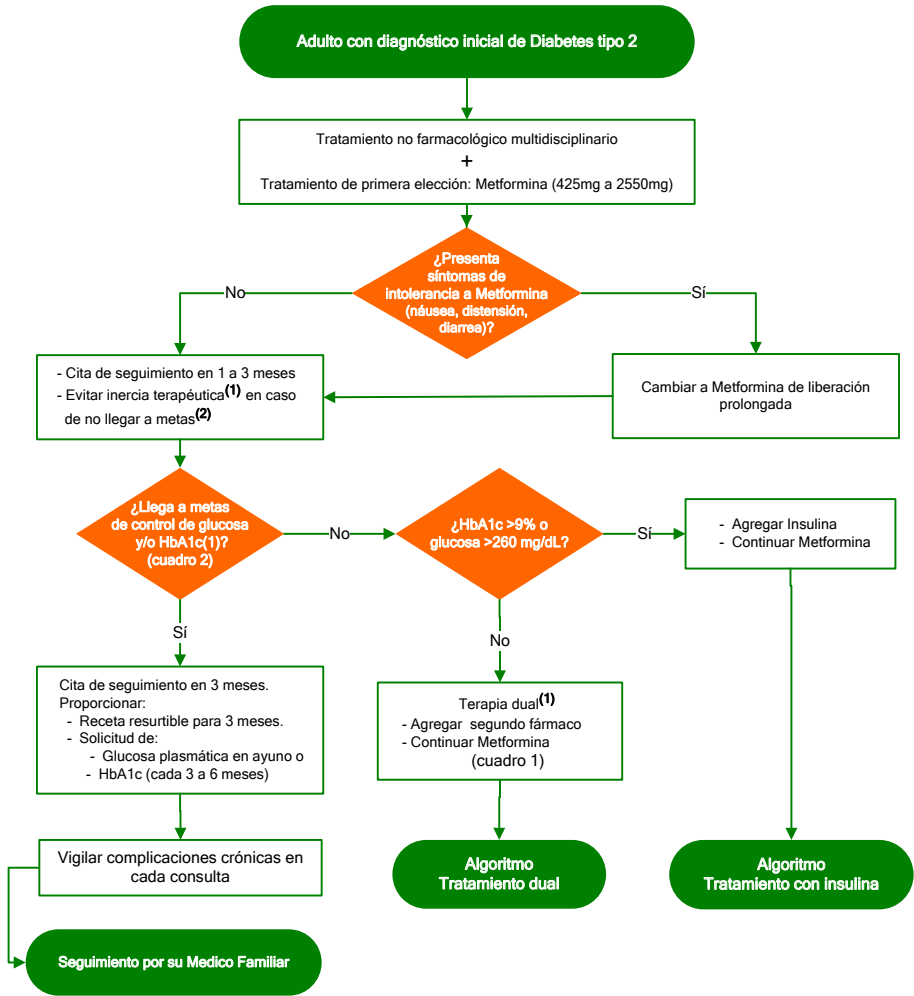 Adulto con diagnóstico inicial de Diabetes tipo 2
Tratamiento no farmacológico multidisciplinario
+
Tratamiento de primera elección: Metformina (425mg a 2550mg)
¿Presenta
síntomas de
intolerancia a Metformina
(náusea, distensión,
diarrea)?
No
Sí
- Cita de seguimiento en 1 a 3 meses
- Evitar inercia terapéutica(1) en caso
de no llegar a metas(2)
Cambiar a Metformina de liberación
prolongada
¿Llega a metas
de control de glucosa
y/o HbA1c(1)?
(cuadro 2)
No
¿HbA1c >9% o
glucosa >260 mg/dL?
Sí
- Agregar Insulina
- Continuar Metformina
Sí
No
Cita de seguimiento en 3 meses.
Proporcionar:
- Receta resurtible para 3 meses.
- Solicitud de:
- Glucosa plasmática en ayuno o
- HbA1c (cada 3 a 6 meses)
Terapia dual(1)
- Agregar segundo fármaco
- Continuar Metformina
(cuadro 1)
Vigilar complicaciones crónicas en
cada consulta
Algoritmo
Tratamiento dual
Algoritmo
Tratamiento con insulina
Seguimiento por su Medico Familiar